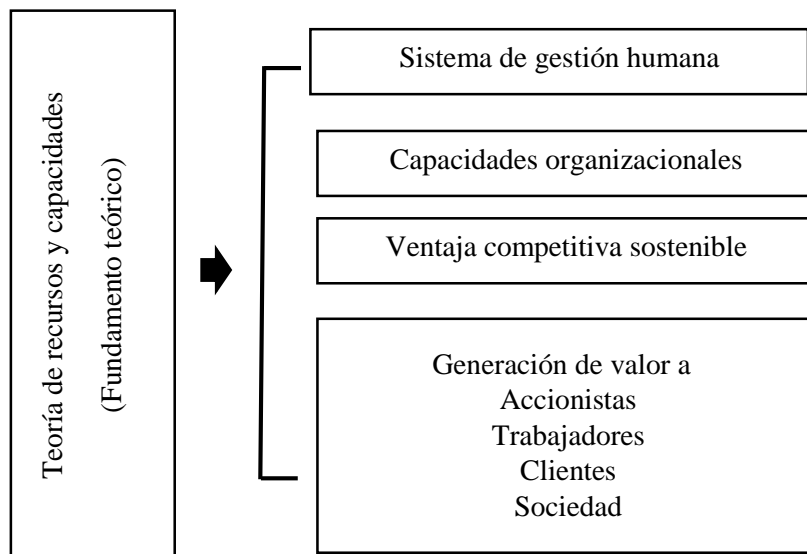 Teoría de recursos y capacidades
(Fundamento teórico)
Sistema de gestión humana
Capacidades organizacionales
Ventaja competitiva sostenible
Generación de valor a
Accionistas
Trabajadores
Clientes
Sociedad